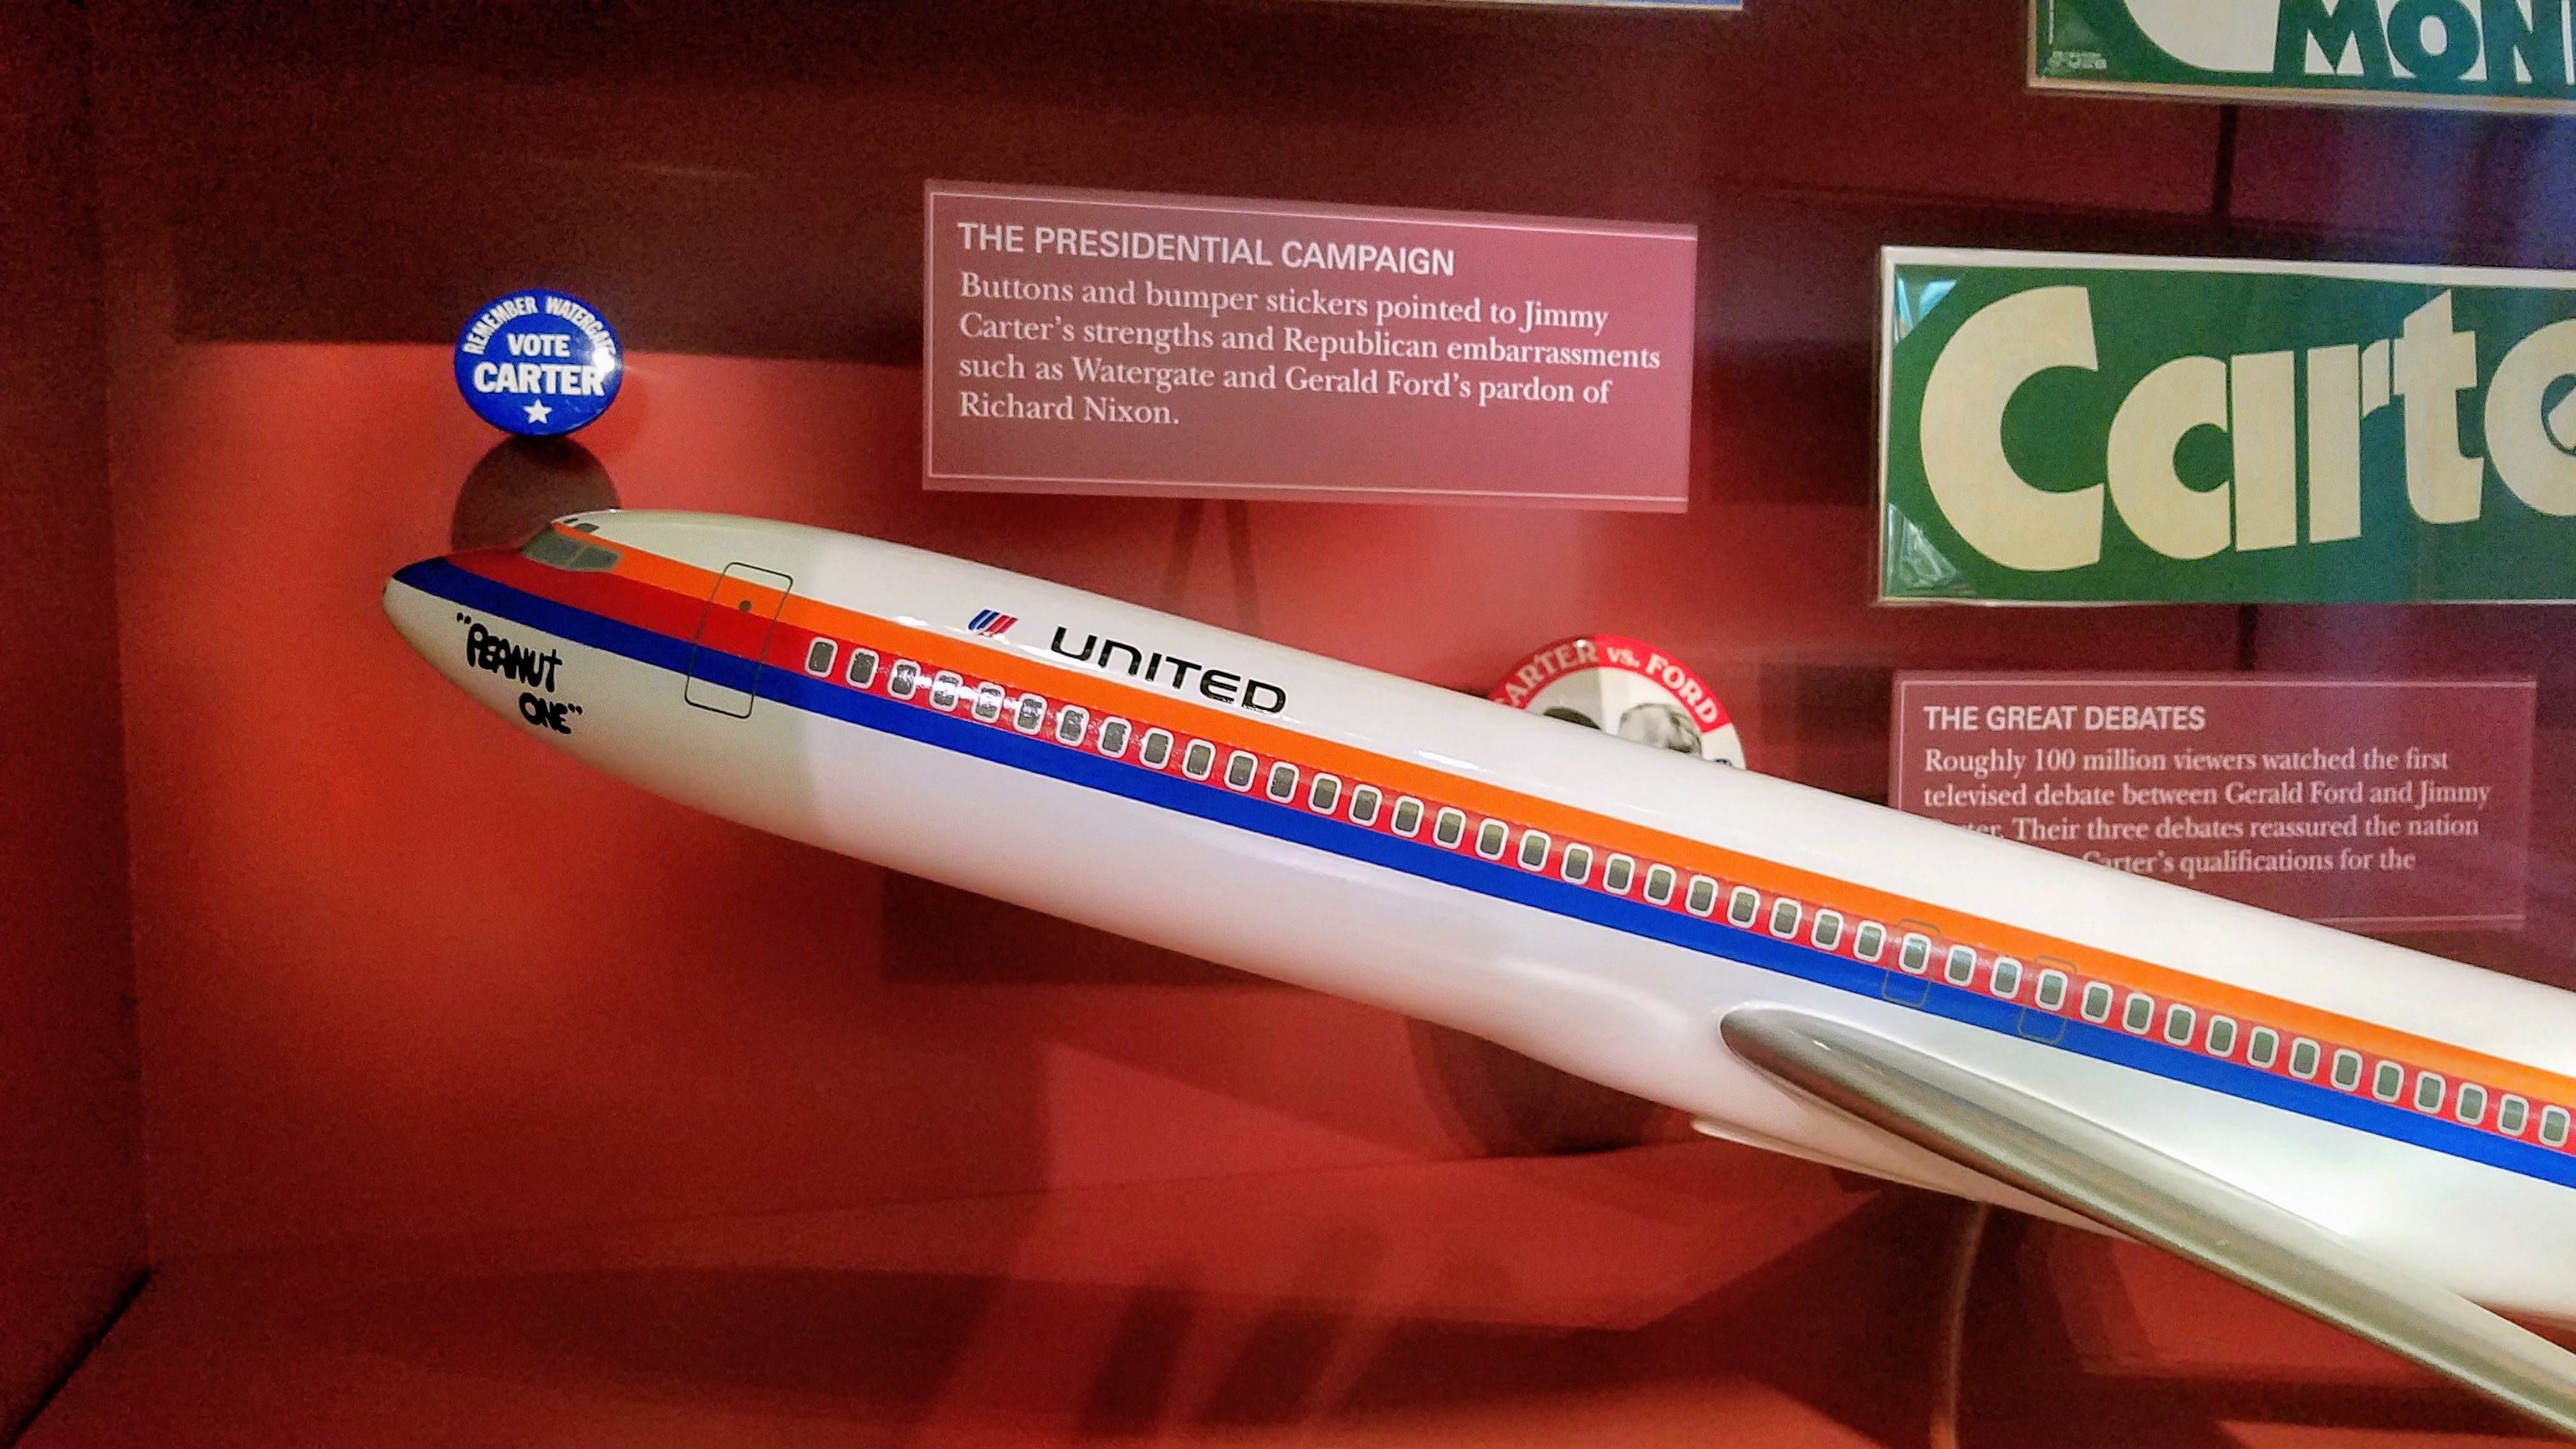 MON
REMEMBER WATERGATE
VOTE
CARTER
THE PRESIDENTIAL CAMPAIGN
Buttons and bumper stickers pointed to Jimmy
Carter's strengths and Republican embarrassments
such as Watergate and Gerald Ford's pardon of
Richard Nixon.
Carte
"PEANUT
ONE"
UNITED
CARTER vs. FORD
THE GREAT DEBATES
Roughly 100 million viewers watched the first
televised debate between Gerald Ford and Jimmy
ter. Their three debates reassured the nation
Carter's qualifications for the